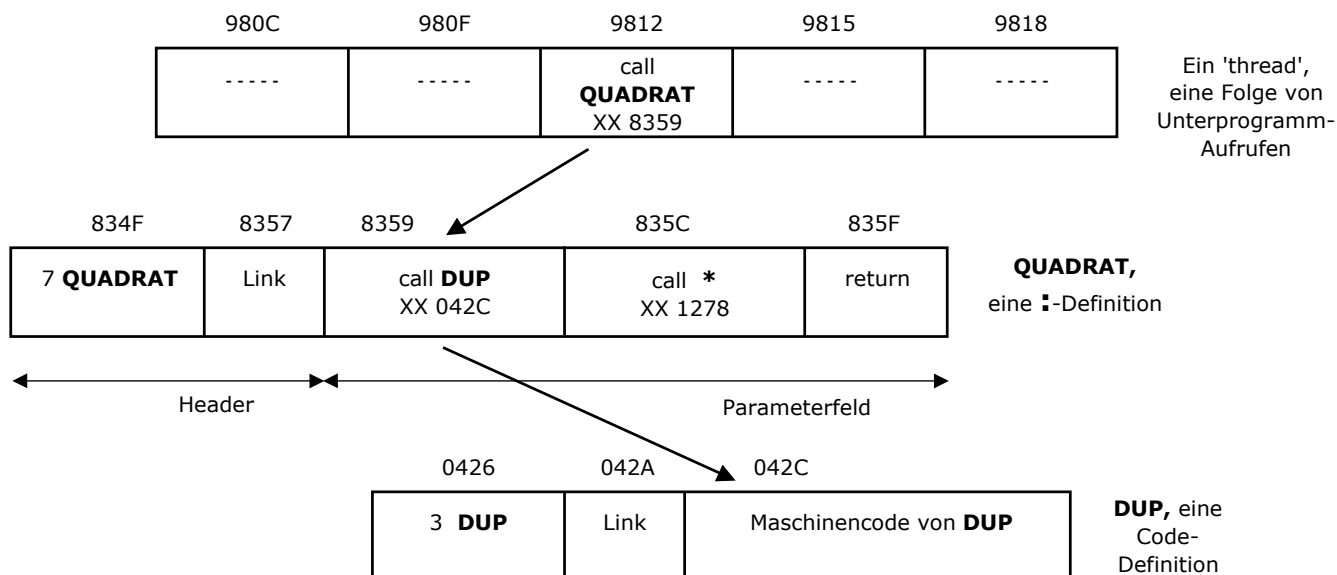 980C 980F 9812 9815 9818
- - - - - - - - - - call - - - - - - - - - -
QUADRAT
XX 8359
Ein 'thread',
eine Folge von
Unterprogramm-
Aufrufen
834F 8357 8359 835C 835F
7 QUADRAT Link call DUP call * return
XX 042C XX 1278
QUADRAT,
eine :-Definition
Header Parameterfeld
0426 042A 042C
3 DUP Link Maschinencode von DUP
DUP, eine
Code-
Definition